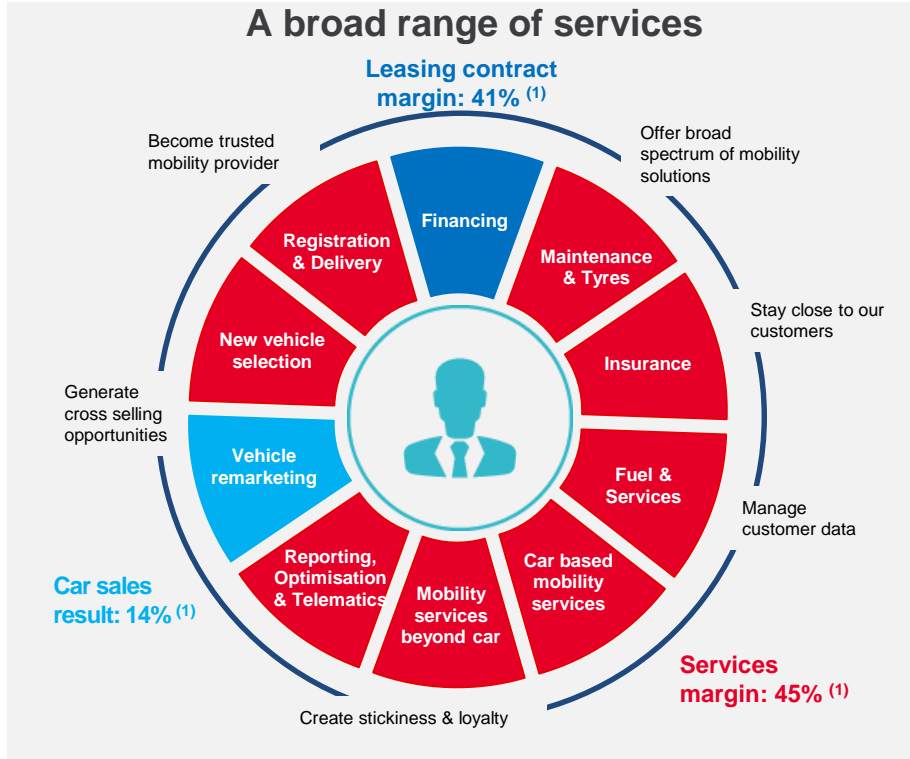 A broad range of services
Leasing contract
margin: 41% (1)
Become trusted
mobility provider
Offer broad
spectrum of mobility
solutions
Financing
Registration
& Delivery
Maintenance
& Tyres
New vehicle
selection
Insurance
Stay close to our
customers
Generate
cross selling
opportunities
Vehicle
remarketing
Fuel &
Services
Manage
customer data
Reporting,
Optimisation
& Telematics
Mobility
services
beyond car
Car based
mobility
services
Car sales
result: 14% (1)
Services
margin: 45% (1)
Create stickiness & loyalty